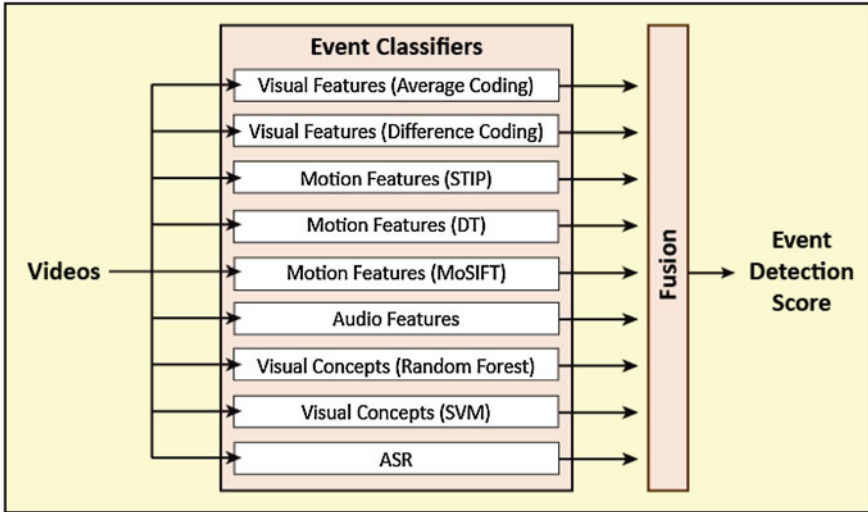 Event Classifiers
Visual Features (Average Coding)
Visual Features (Difference Coding)
Motion Features (STIP)
Motion Features (DT)
Videos
Motion Features (MoSIFT)
Audio Features
Visual Concepts (Random Forest)
Visual Concepts (SVM)
ASR
Fusion
Event
Detection
Score